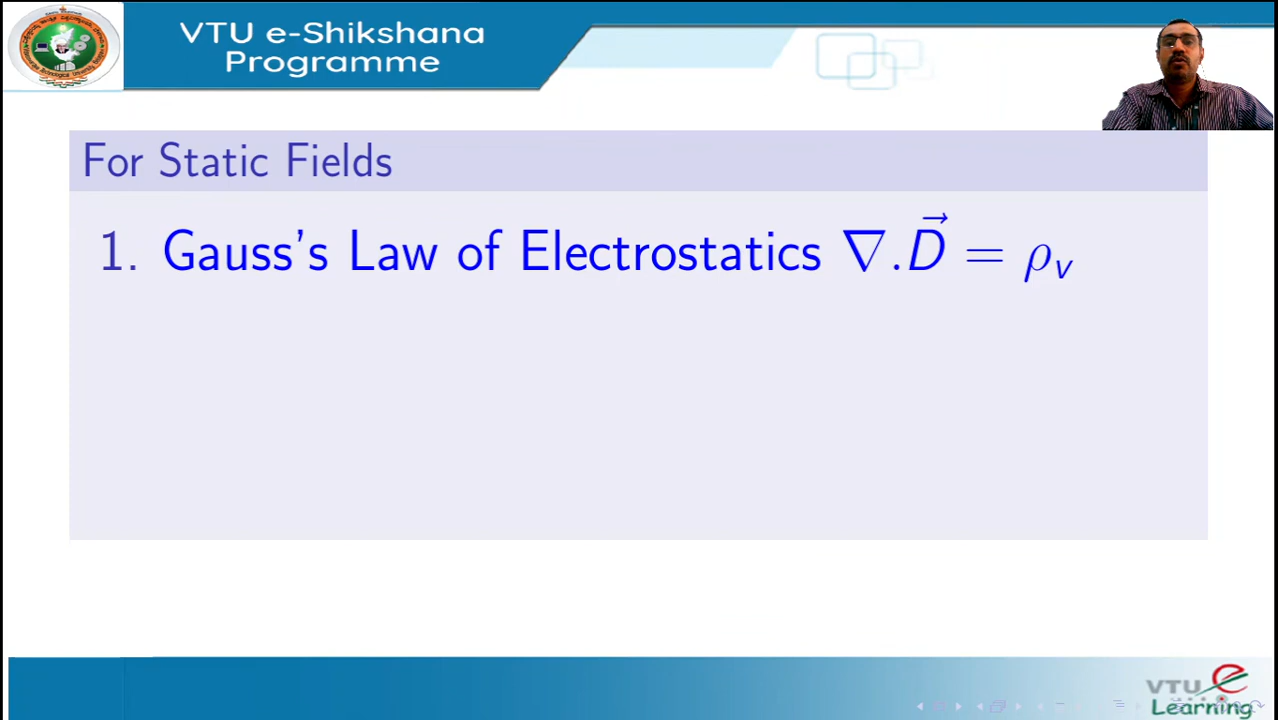 VTU e-Shikshana
Programme
For Static Fields
1. Gauss's Law of Electrostatics ∇.D⃗ = ρᵥ
VTU e
Learning